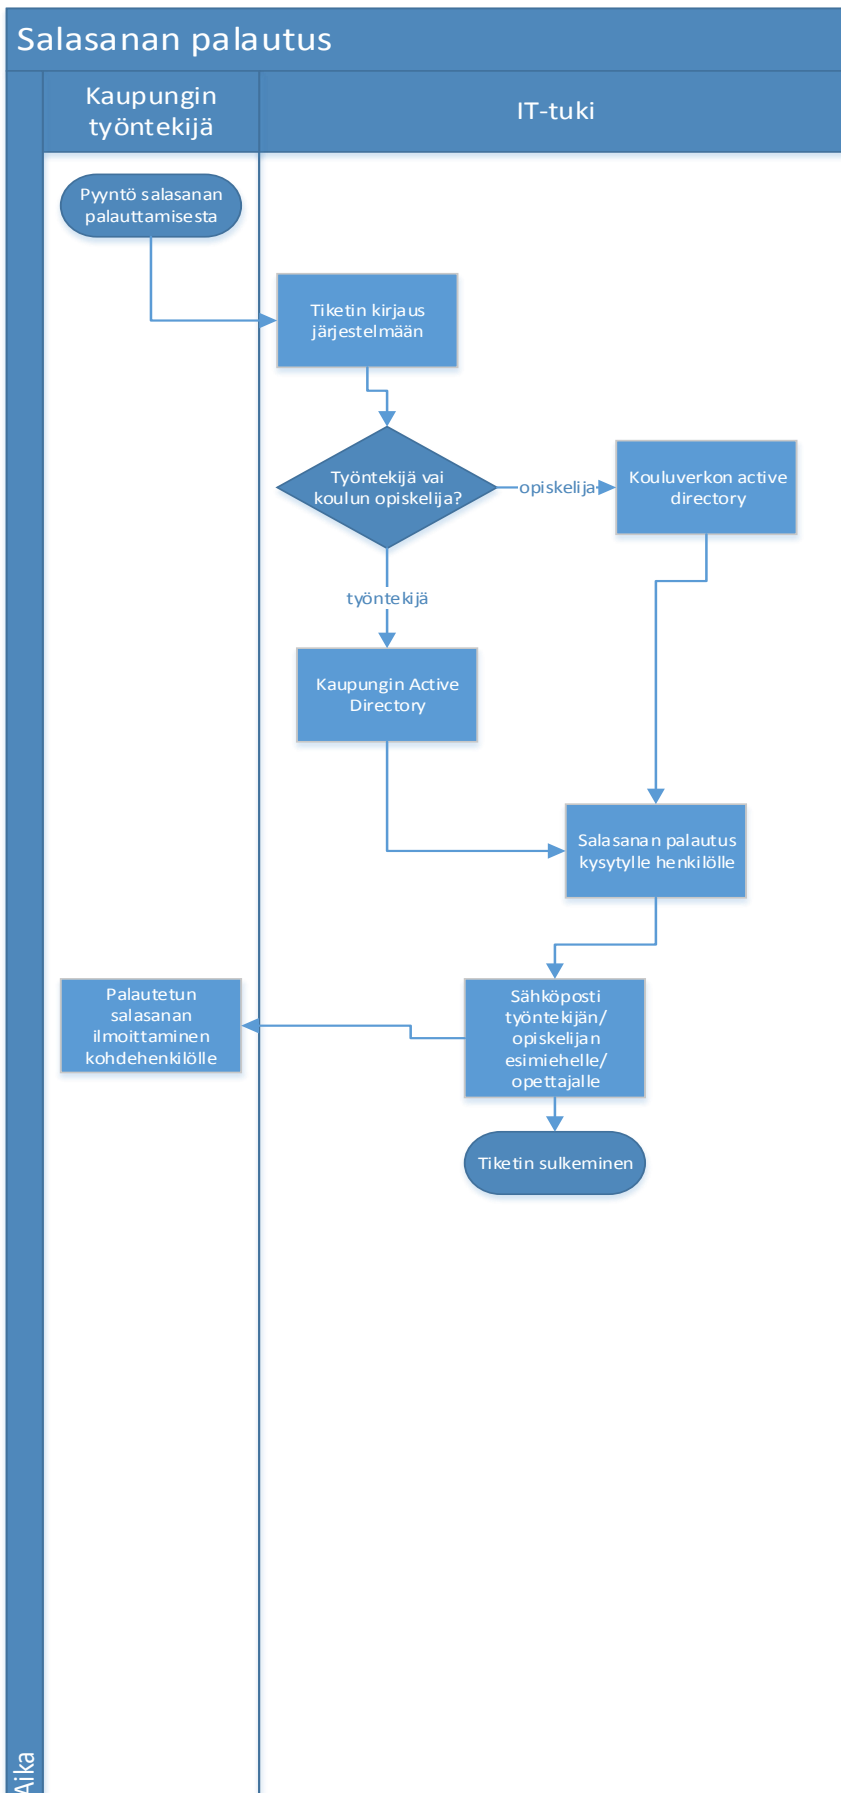 Salasanan palautus
Kaupungin
työntekijä
IT-tuki
Pyyntö salasanan
palauttamisesta
Tiketin kirjaus
järjestelmään
Työntekijä vai
koulun opiskelija?
opiskelija
Kouluverkon active
directory
työntekijä
Kaupungin Active
Directory
Salasanan palautus
kysytylle henkilölle
Palautetun
salasanan
ilmoittaminen
kohdehenkilölle
Sähköposti
työntekijän/
opiskelijan
esimiehelle/
opettajalle
Tiketin sulkeminen
Aika